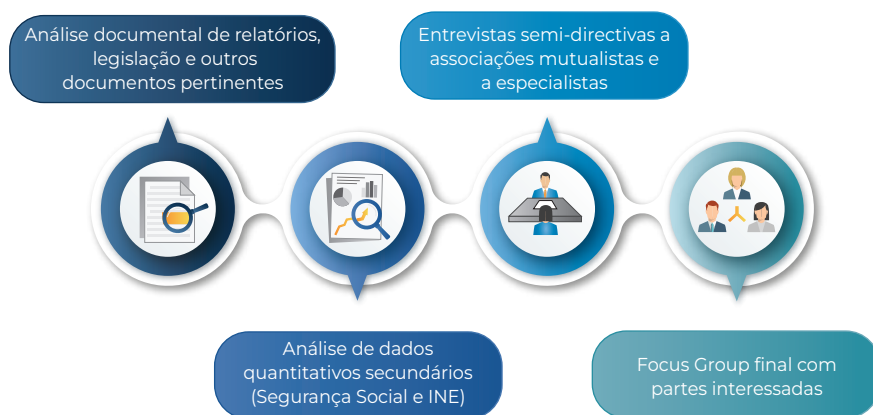 Análise documental de relatórios,
legislação e outros
documentos pertinentes
Entrevistas semi-directivas a
associações mutualistas e
a especialistas
Análise de dados
quantitativos secundários
(Segurança Social e INE)
Focus Group final com
partes interessadas